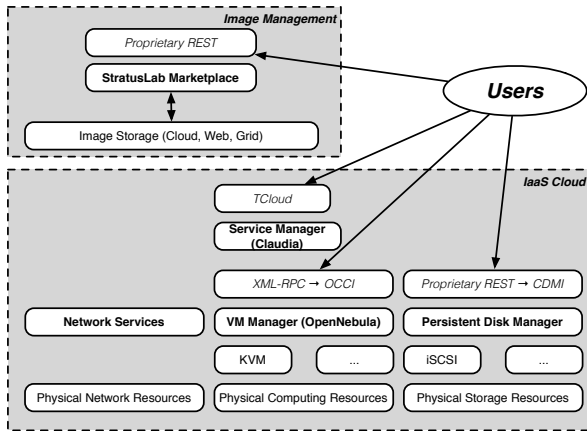 Image Management
Proprietary REST
StratusLab Marketplace
Image Storage (Cloud, Web, Grid)
Users
IaaS Cloud
TCloud
Service Manager
(Claudia)
XML-RPC → OCCI
Proprietary REST → CDMI
Network Services
VM Manager (OpenNebula)
Persistent Disk Manager
KVM
...
iSCSI
...
Physical Network Resources
Physical Computing Resources
Physical Storage Resources